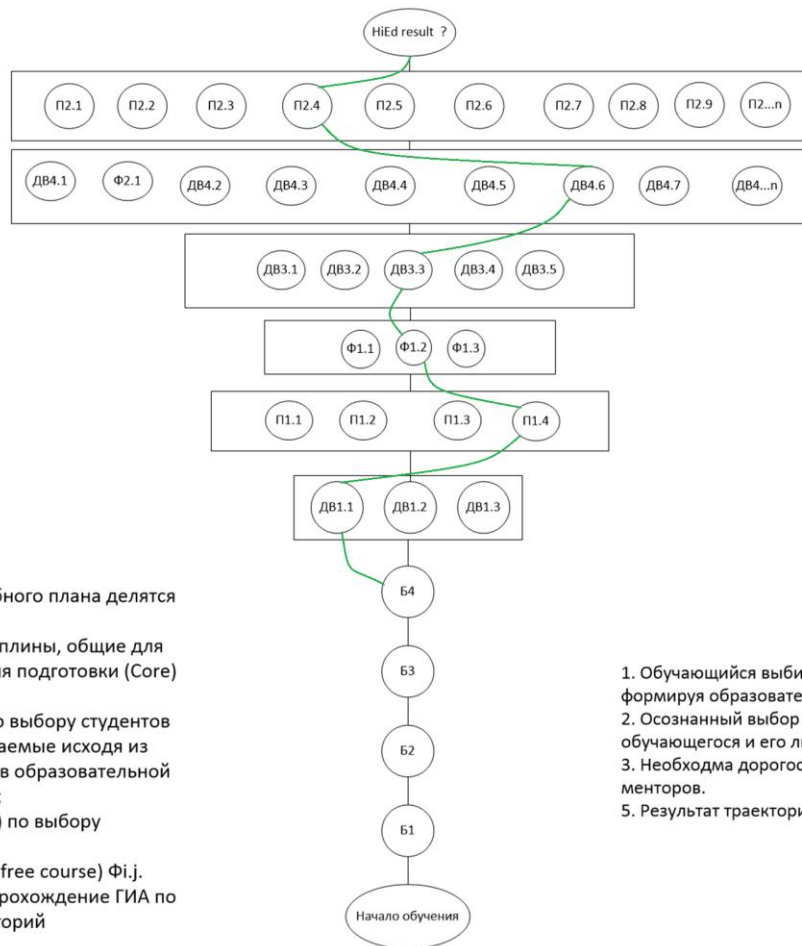 HiEd result ?
П2.1 П2.2 П2.3 П2.4 П2.5 П2.6 П2.7 П2.8 П2.9 П2...n
ДВ4.1 Ф2.1 ДВ4.2 ДВ4.3 ДВ4.4 ДВ4.5 ДВ4.6 ДВ4.7 ДВ4...n
ДВ3.1 ДВ3.2 ДВ3.3 ДВ3.4 ДВ3.5
Ф1.1 Ф1.2 Ф1.3
П1.1 П1.2 П1.3 П1.4
ДВ1.1 ДВ1.2 ДВ1.3
Б4
Б3
Б2
Б1
Начало обучения
бного плана делятся
плины, общие для
ия подготовки (Core)
о выбору студентов
аемые исходя из
в образовательной
:
) по выбору
free course) Фi.j.
рохождение ГИА по
торий
1. Обучающийся выби
формируя образовате
2. Осознанный выбор
обучающегося и его л
3. Необходма дорогос
менторов.
5. Результат траектори